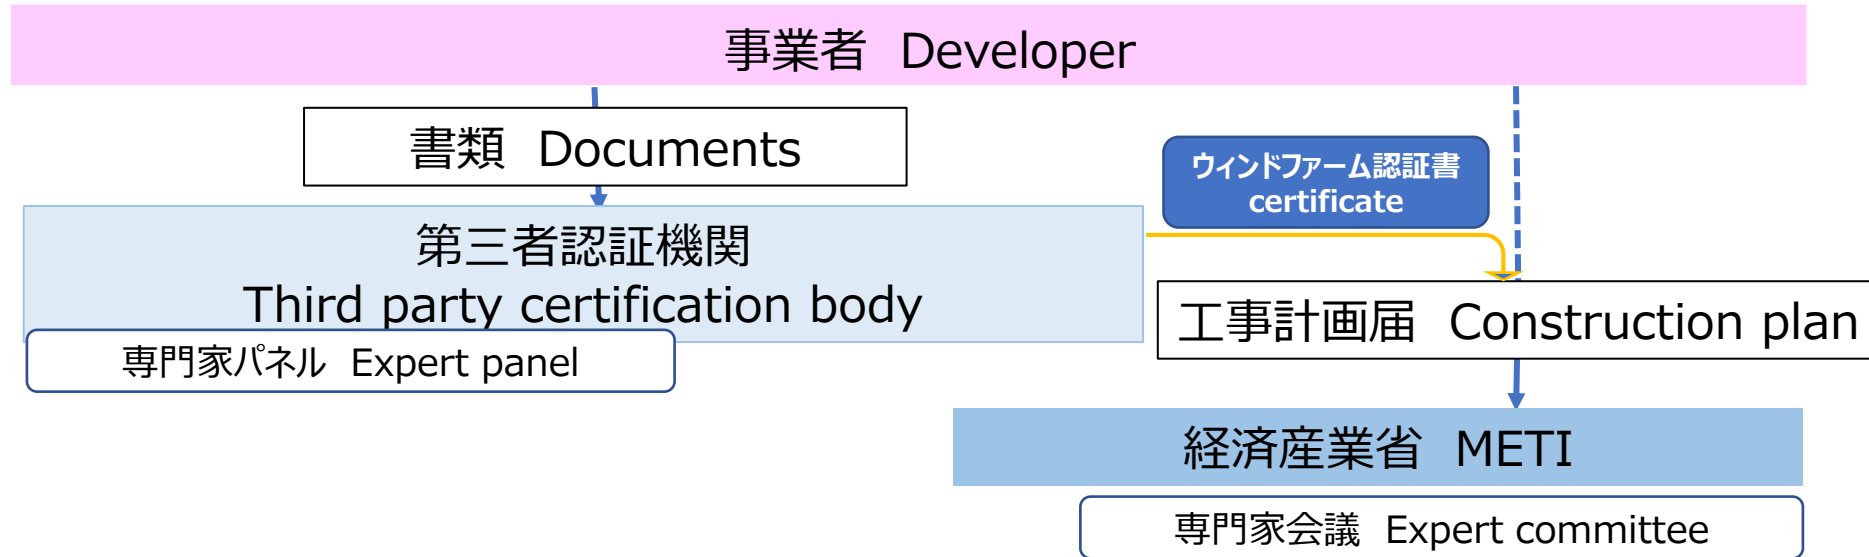 事業者 Developer
書類 Documents
ウィンドファーム認証書
certificate
第三者認証機関
Third party certification body
専門家パネル Expert panel
工事計画届 Construction plan
経済産業省 METI
専門家会議 Expert committee